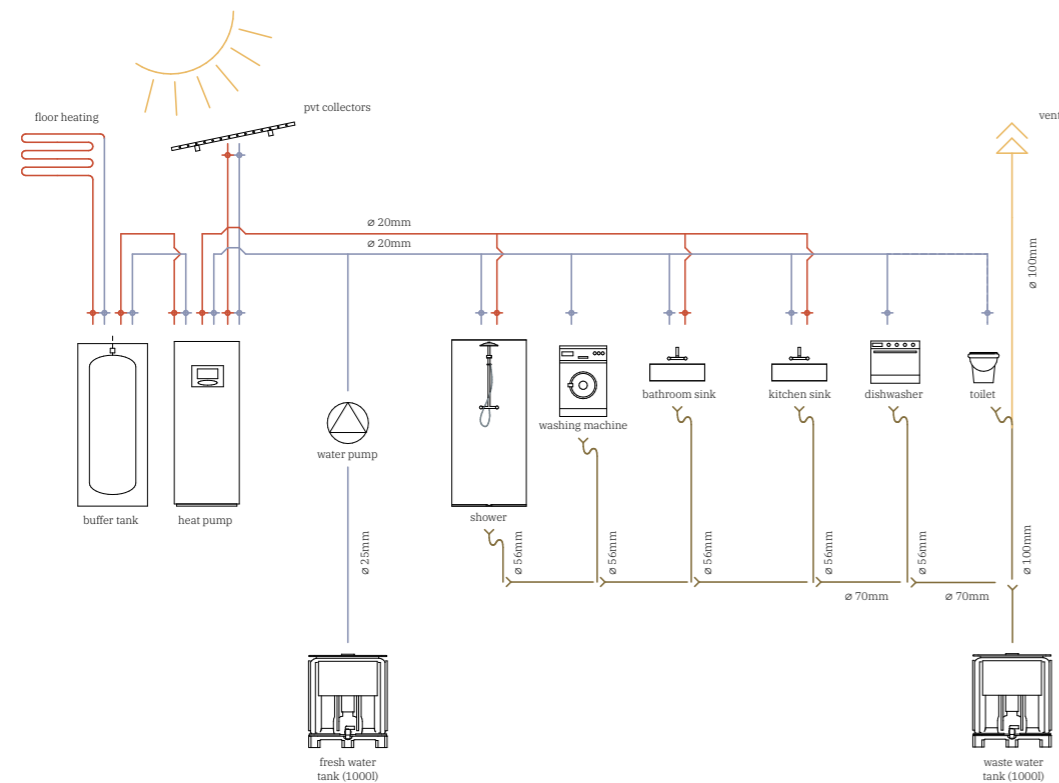 pvt collectors
floor heating
vent
⌀ 20mm
⌀ 20mm
⌀ 100mm
bathroom sink
kitchen sink
dishwasher
toilet
washing machine
water pump
buffer tank
heat pump
shower
⌀ 25mm
⌀ 56mm
⌀ 56mm
⌀ 56mm
⌀ 56mm
⌀ 56mm
⌀ 100mm
⌀ 70mm
⌀ 70mm
fresh water
tank (1000l)
waste water
tank (1000l)